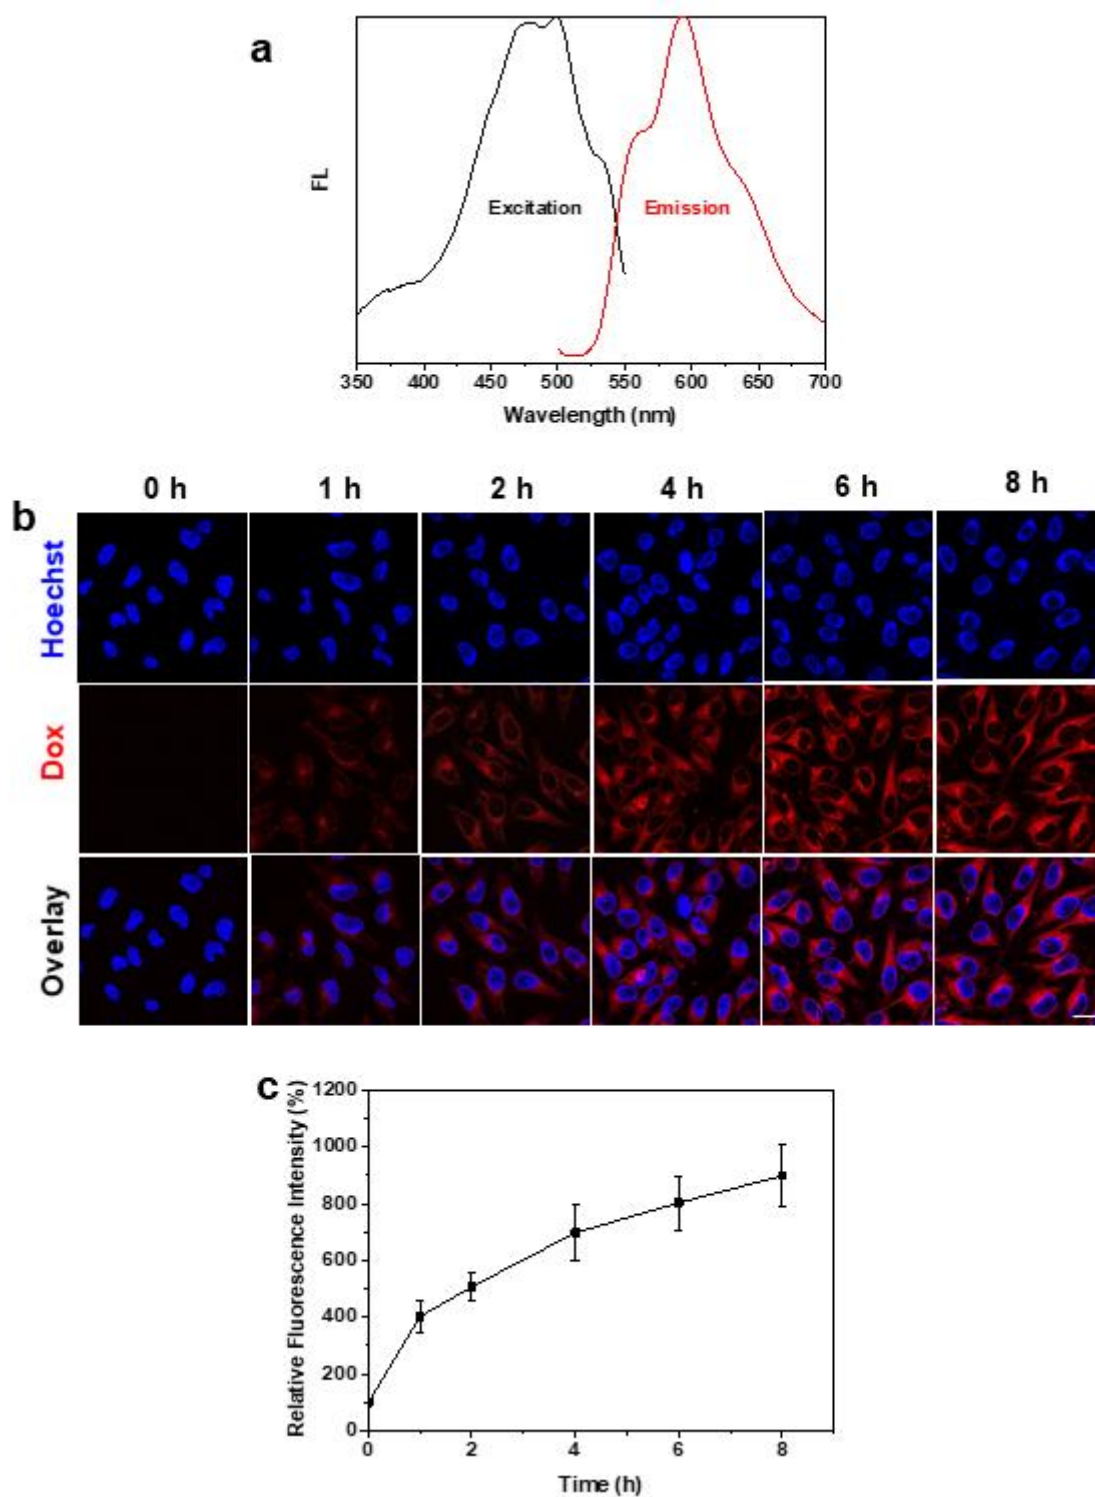 a
FL
Excitation
Emission
350 400 450 500 550 600 650 700
Wavelength (nm)
b
0 h 1 h 2 h 4 h 6 h 8 h
Hoechst
Dox
Overlay
c
Relative Fluorescence Intensity (%)
1200
1000
800
600
400
200
0
0 2 4 6 8
Time (h)